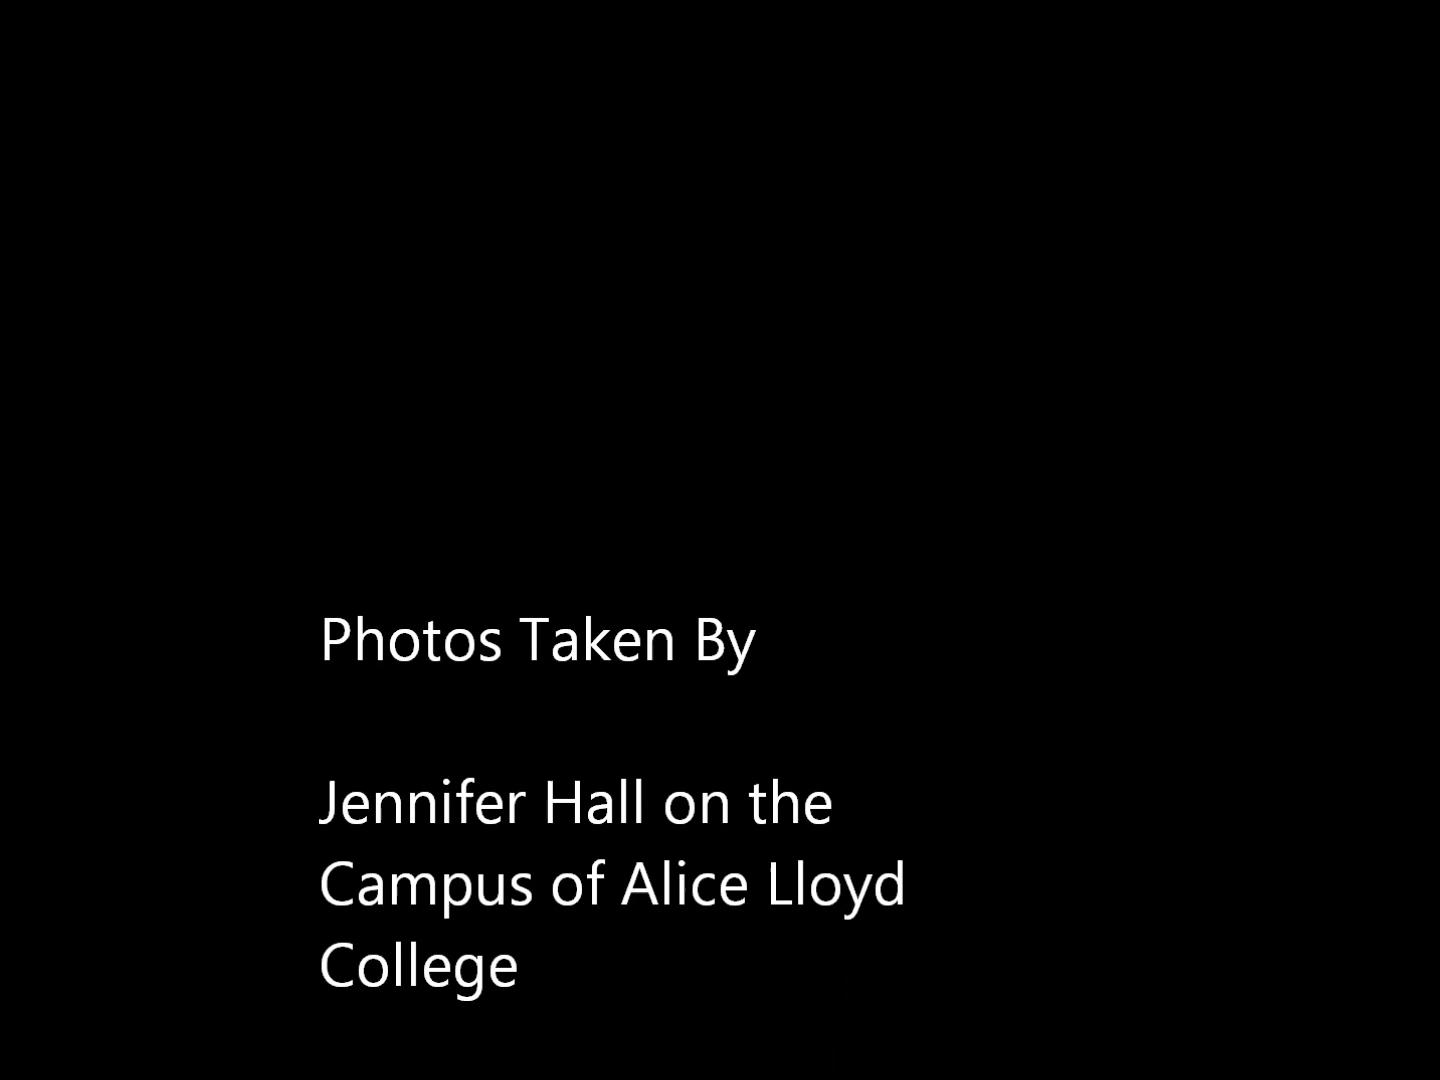 Photos Taken By
Jennifer Hall on the
Campus of Alice Lloyd
College